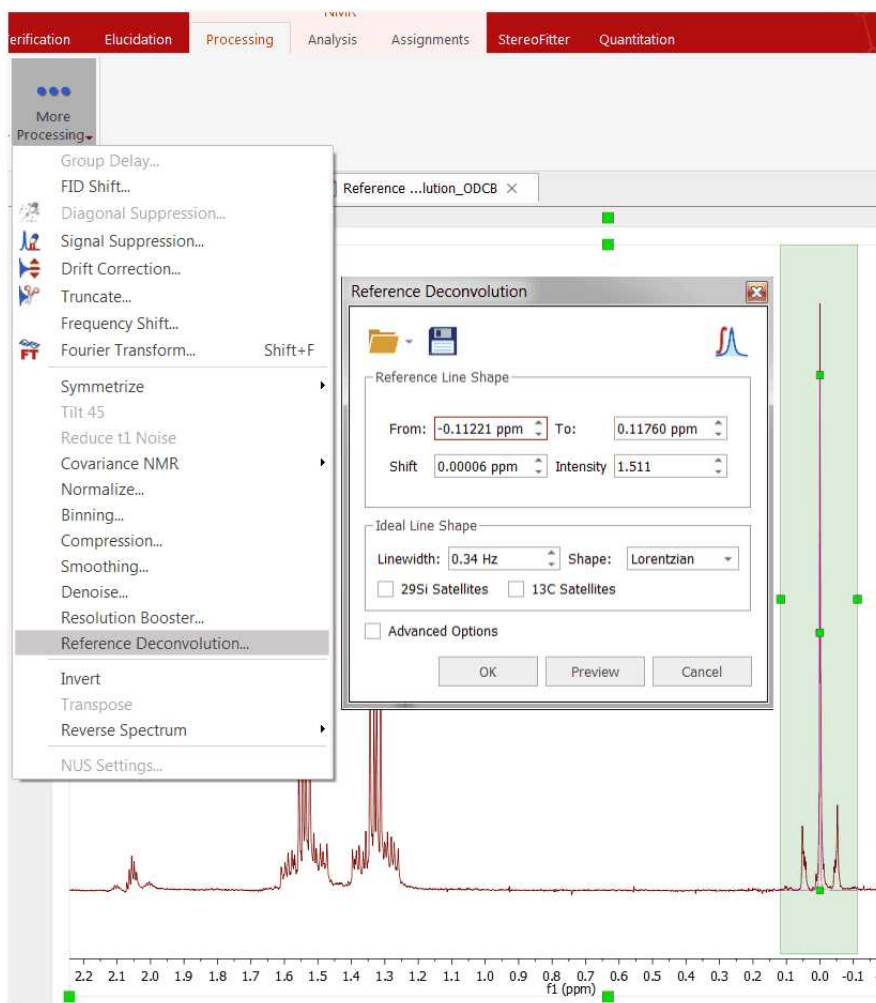 NMR
erification Elucidation Processing Analysis Assignments StereoFitter Quantitation
More
Processing
Group Delay...
FID Shift...
Diagonal Suppression...
Signal Suppression...
Drift Correction...
Truncate...
Frequency Shift...
FT Fourier Transform... Shift+F
Symmetrize
Tilt 45
Reduce t1 Noise
Covariance NMR
Normalize...
Binning...
Compression...
Smoothing...
Denoise...
Resolution Booster...
Reference Deconvolution...
Invert
Transpose
Reverse Spectrum
NUS Settings...
Reference ...lution_ODCB
Reference Deconvolution
Reference Line Shape
From: -0.11221 ppm To: 0.11760 ppm
Shift 0.00006 ppm Intensity 1.511
Ideal Line Shape
Linewidth: 0.34 Hz Shape: Lorentzian
29Si Satellites 13C Satellites
Advanced Options
OK Preview Cancel
2.2 2.1 2.0 1.9 1.8 1.7 1.6 1.5 1.4 1.3 1.2 1.1 1.0 0.9 0.8 0.7 0.6 0.5 0.4 0.3 0.2 0.1 0.0 -0.1
f1 (ppm)